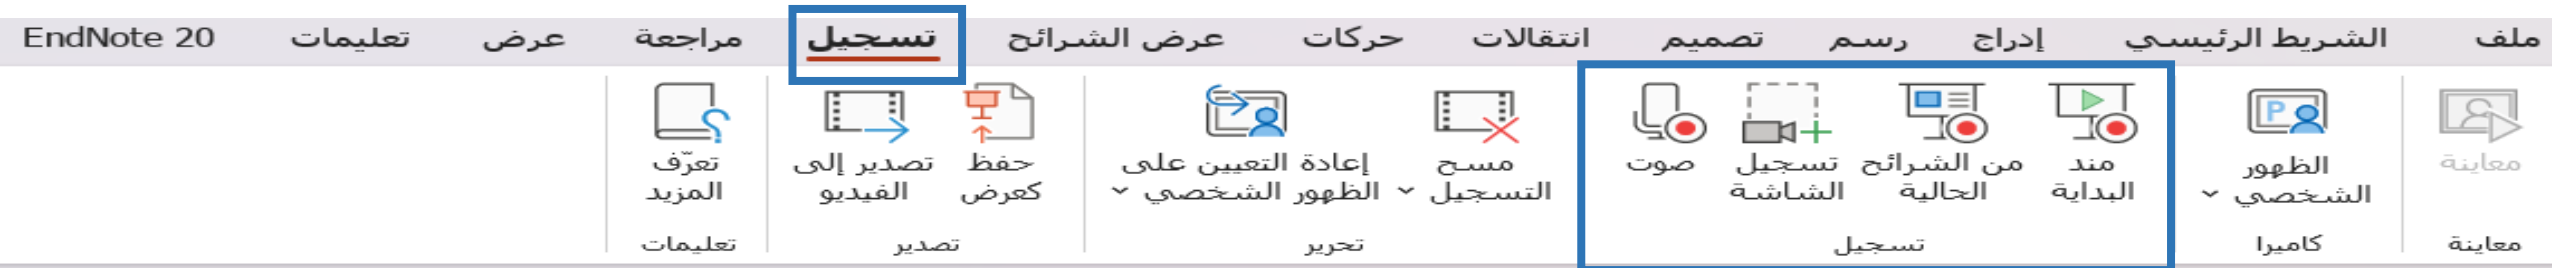 ملف الشريط الرئيسي إدراج رسم تصميم انتقالات حركات عرض الشرائح تسجيل مراجعة عرض تعليمات EndNote 20
معاينة
معاينة
الظهور
الشخصي
كاميرا
منذ
البداية
من الشرائح
الحالية
تسجيل
الشاشة
صوت
تسجيل
مسح
التسجيل
إعادة التعيين على
الظهور الشخصي
تحرير
حفظ
كعرض
تصدير إلى
الفيديو
تصدير
تعرّف
المزيد
تعليمات